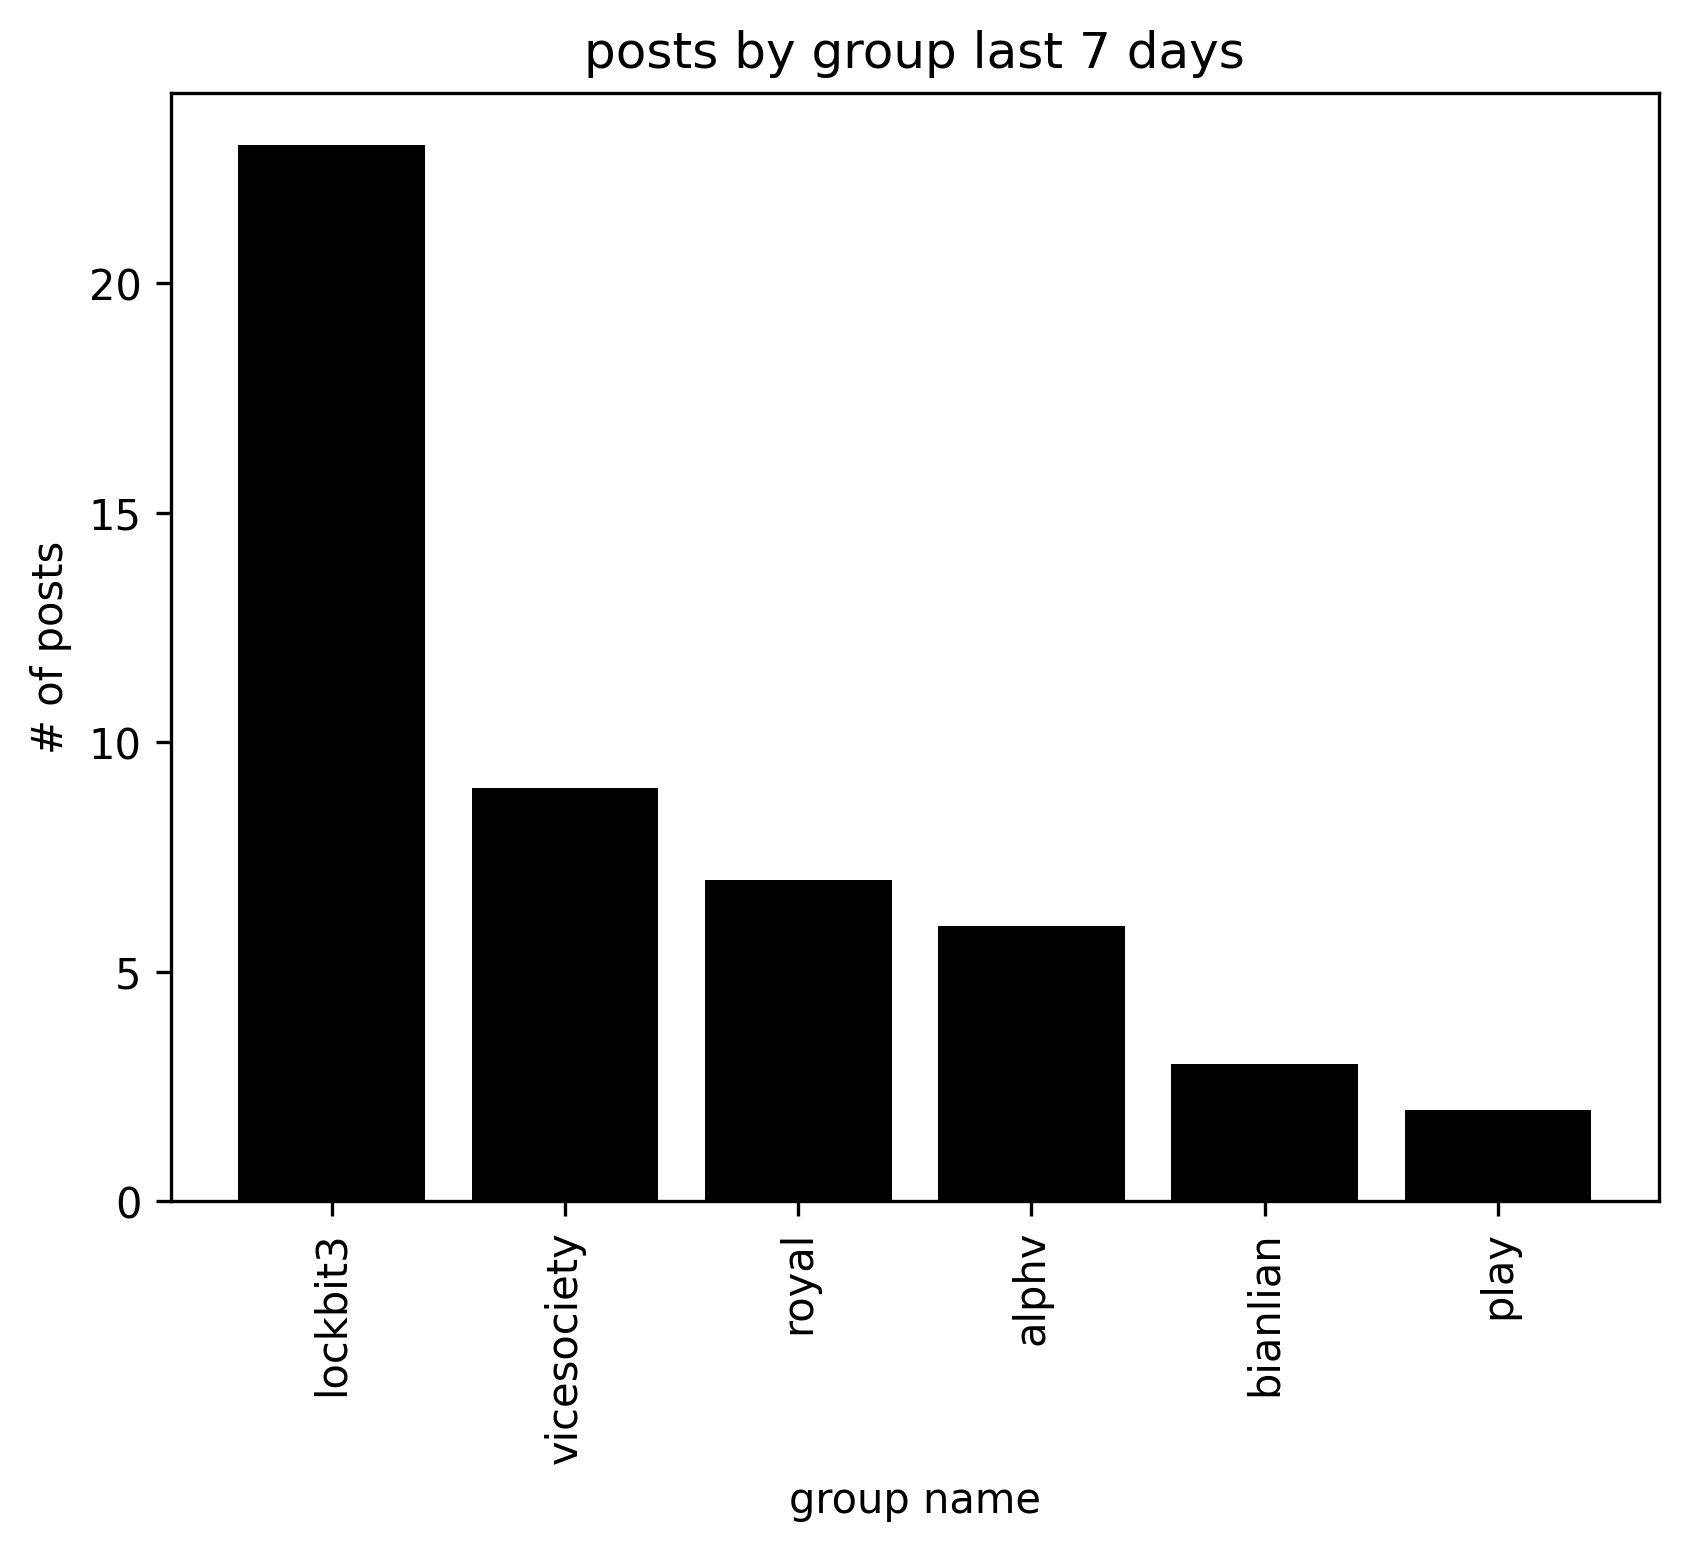 posts by group last 7 days
# of posts
20
15
10
5
0
lockbit3
vicesociety
royal
alphv
bianlian
play
group name